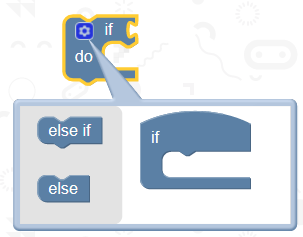 if
do
else if
if
else